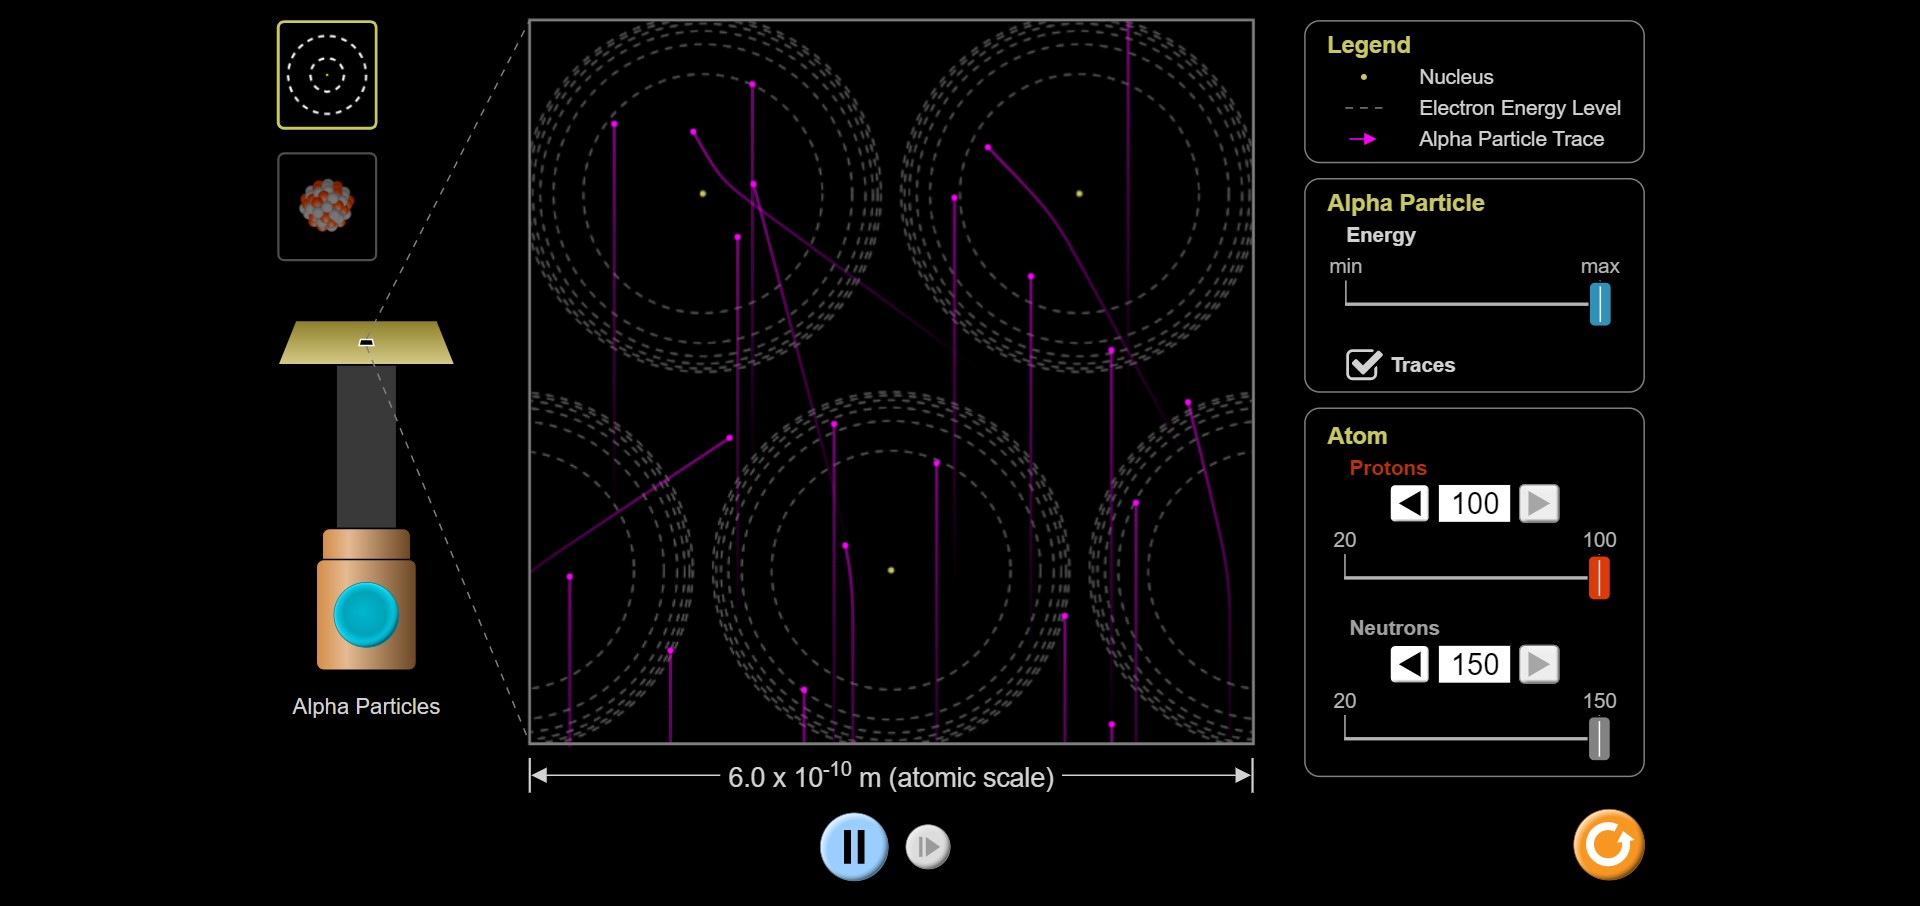 Legend
Nucleus
Electron Energy Level
Alpha Particle Trace
Alpha Particle
Energy
min max
Traces
Atom
Protons
100
20 100
Neutrons
150
20 150
Alpha Particles
6.0 x 10⁻¹⁰ m (atomic scale)